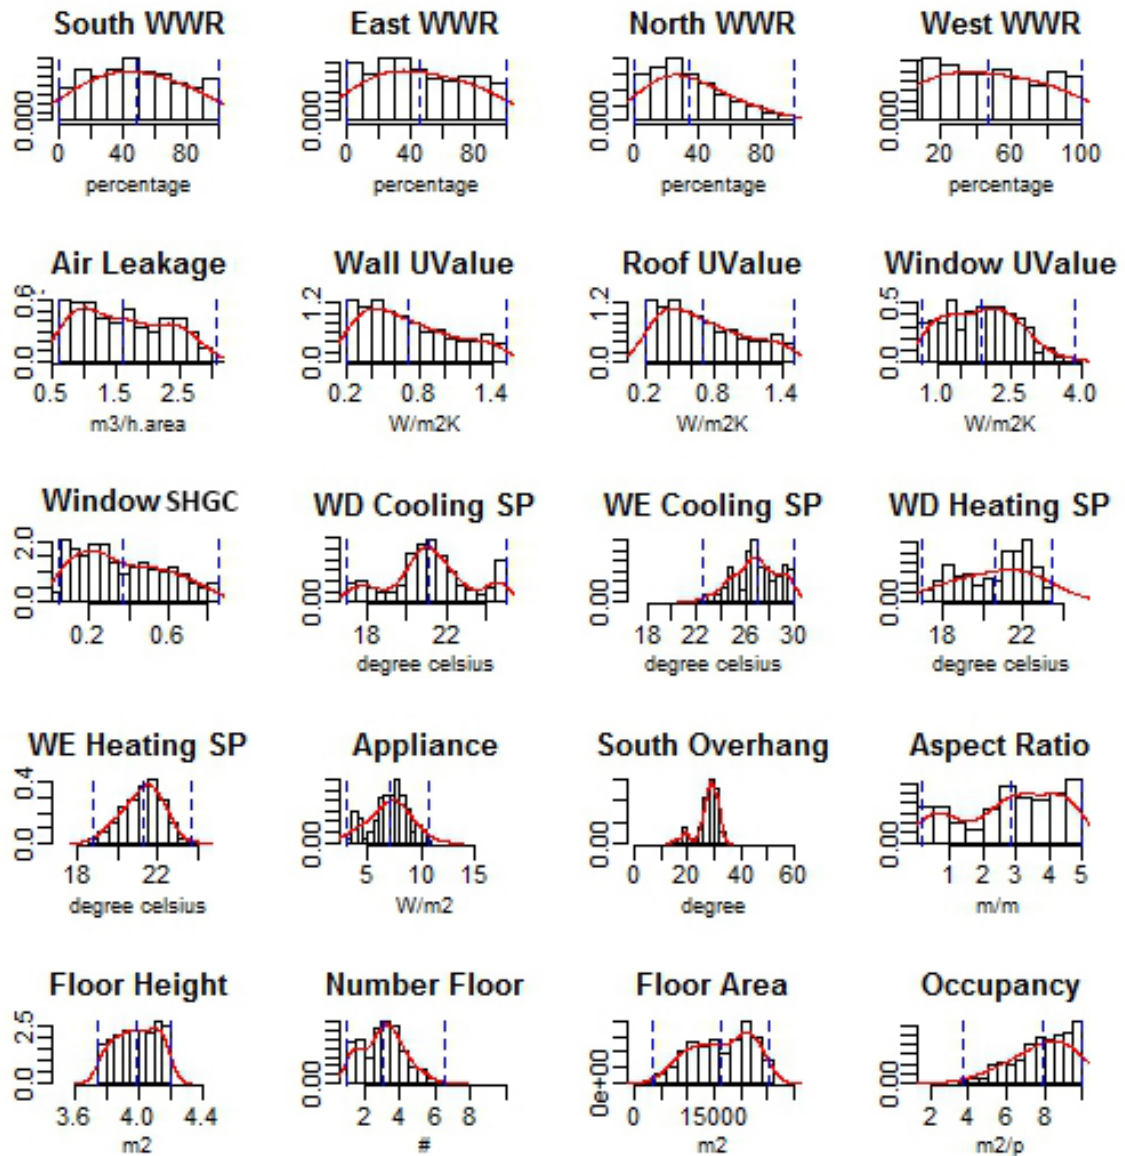 South WWR East WWR North WWR West WWR
0.000 0.000 0.000 0.000
0 40 80 0 40 80 0 40 80 20 60 100
percentage percentage percentage percentage
Air Leakage Wall UValue Roof UValue Window UValue
0.0 0.6 0.0 1.2 0.0 1.2 0.0 0.5
0.5 1.5 2.5 0.2 0.8 1.4 0.2 0.8 1.4 1.0 2.5 4.0
m3/h.area W/m2K W/m2K W/m2K
Window SHGC WD Cooling SP WE Cooling SP WD Heating SP
0.0 2.0 0.00 0.00 0.00
0.2 0.6 18 22 18 22 26 30 18 22
degree celsius degree celsius degree celsius
WE Heating SP Appliance South Overhang Aspect Ratio
0.0 0.4 0.00 0.00 0.00
18 22 5 10 15 0 20 40 60 1 2 3 4 5
degree celsius W/m2 degree m/m
Floor Height Number Floor Floor Area Occupancy
0.0 2.5 0.00 0e+00 0.00
3.6 4.0 4.4 2 4 6 8 0 15000 2 4 6 8
m2 # m2 m2/p